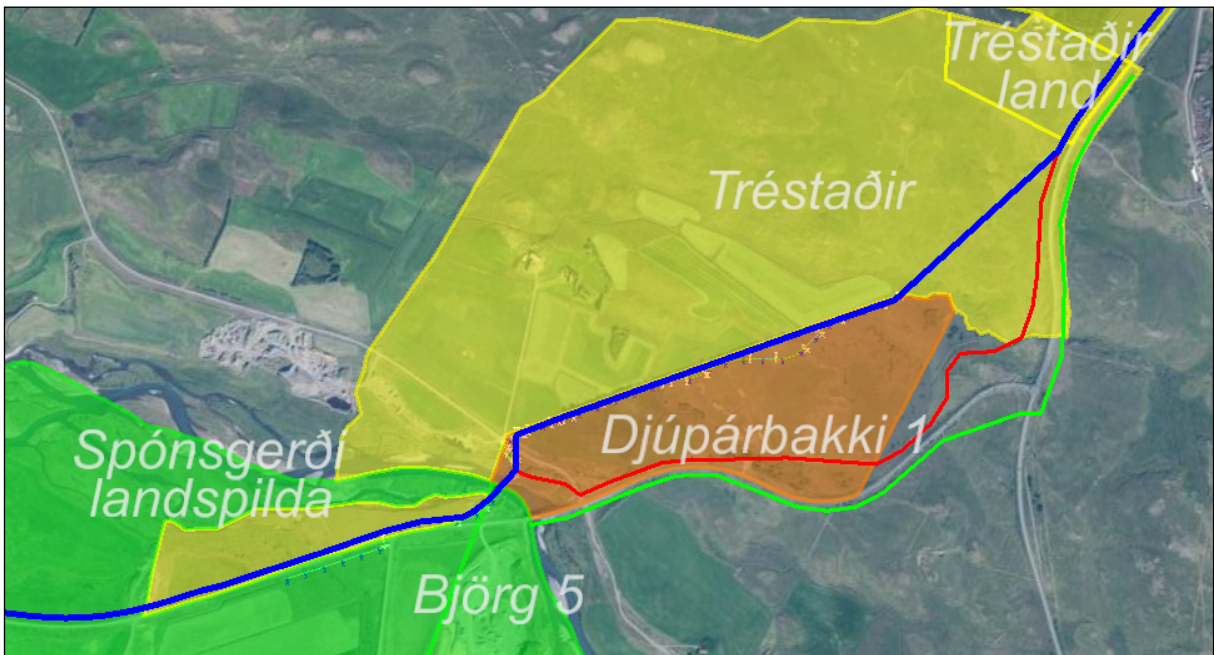 Tréstaðir
land
Tréstaðir
Djúpárbakki 1
Spónsgerði
landspilda
Björg 5